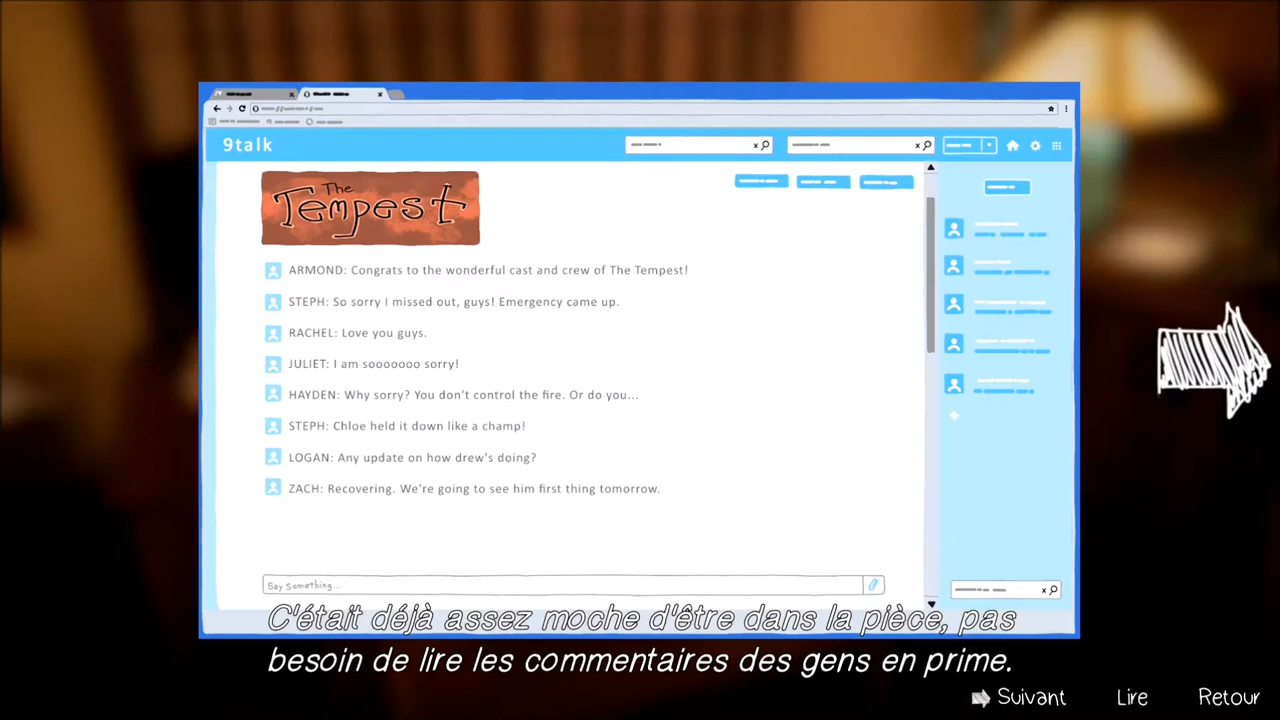 9talk
The
Tempest
ARMOND: Congrats to the wonderful cast and crew of The Tempest!
STEPH: So sorry I missed out, guys! Emergency came up.
RACHEL: Love you guys.
JULIET: I am sooooooo sorry!
HAYDEN: Why sorry? You don't control the fire. Or do you...
STEPH: Chloe held it down like a champ!
LOGAN: Any update on how drew's doing?
ZACH: Recovering. We're going to see him first thing tomorrow.
Say something...
C'était déjà assez moche d'être dans la pièce, pas
besoin de lire les commentaires des gens en prime.
Suivant Lire Retour